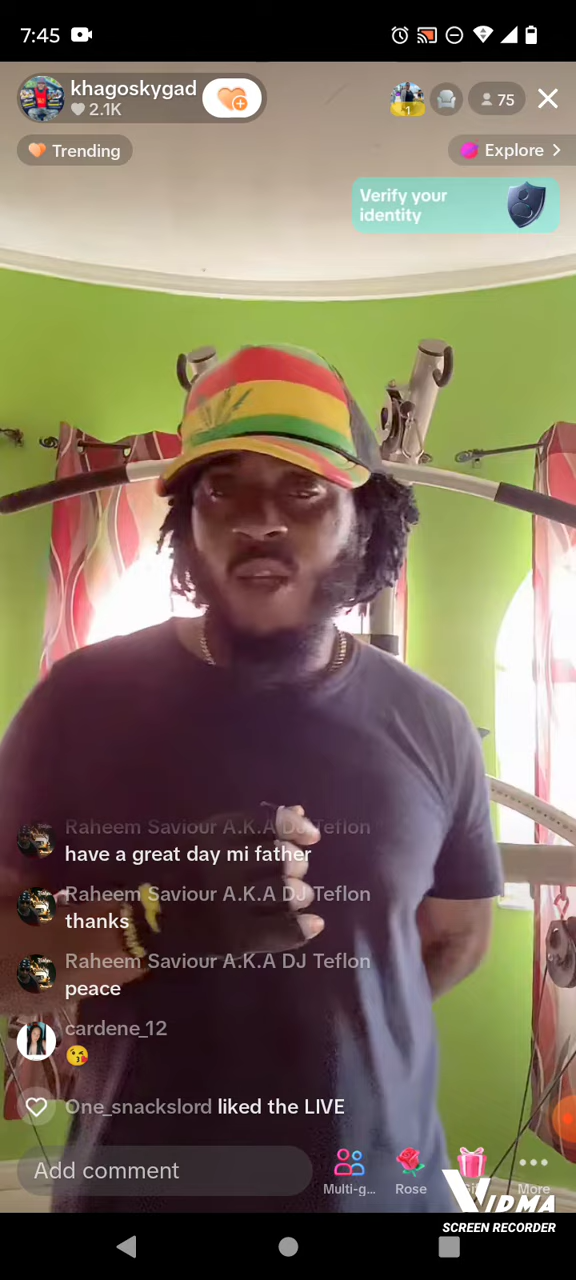 7:45
khagoskygad
2.1K
1
75
Trending
Explore >
Verify your
identity
Raheem Saviour A.K.A DJ Teflon
have a great day mi father
Raheem Saviour A.K.A DJ Teflon
thanks
Raheem Saviour A.K.A DJ Teflon
peace
cardene_12
😘
One_snackslord liked the LIVE
Add comment
Multi-g...
Rose
More
VIDMA
SCREEN RECORDER